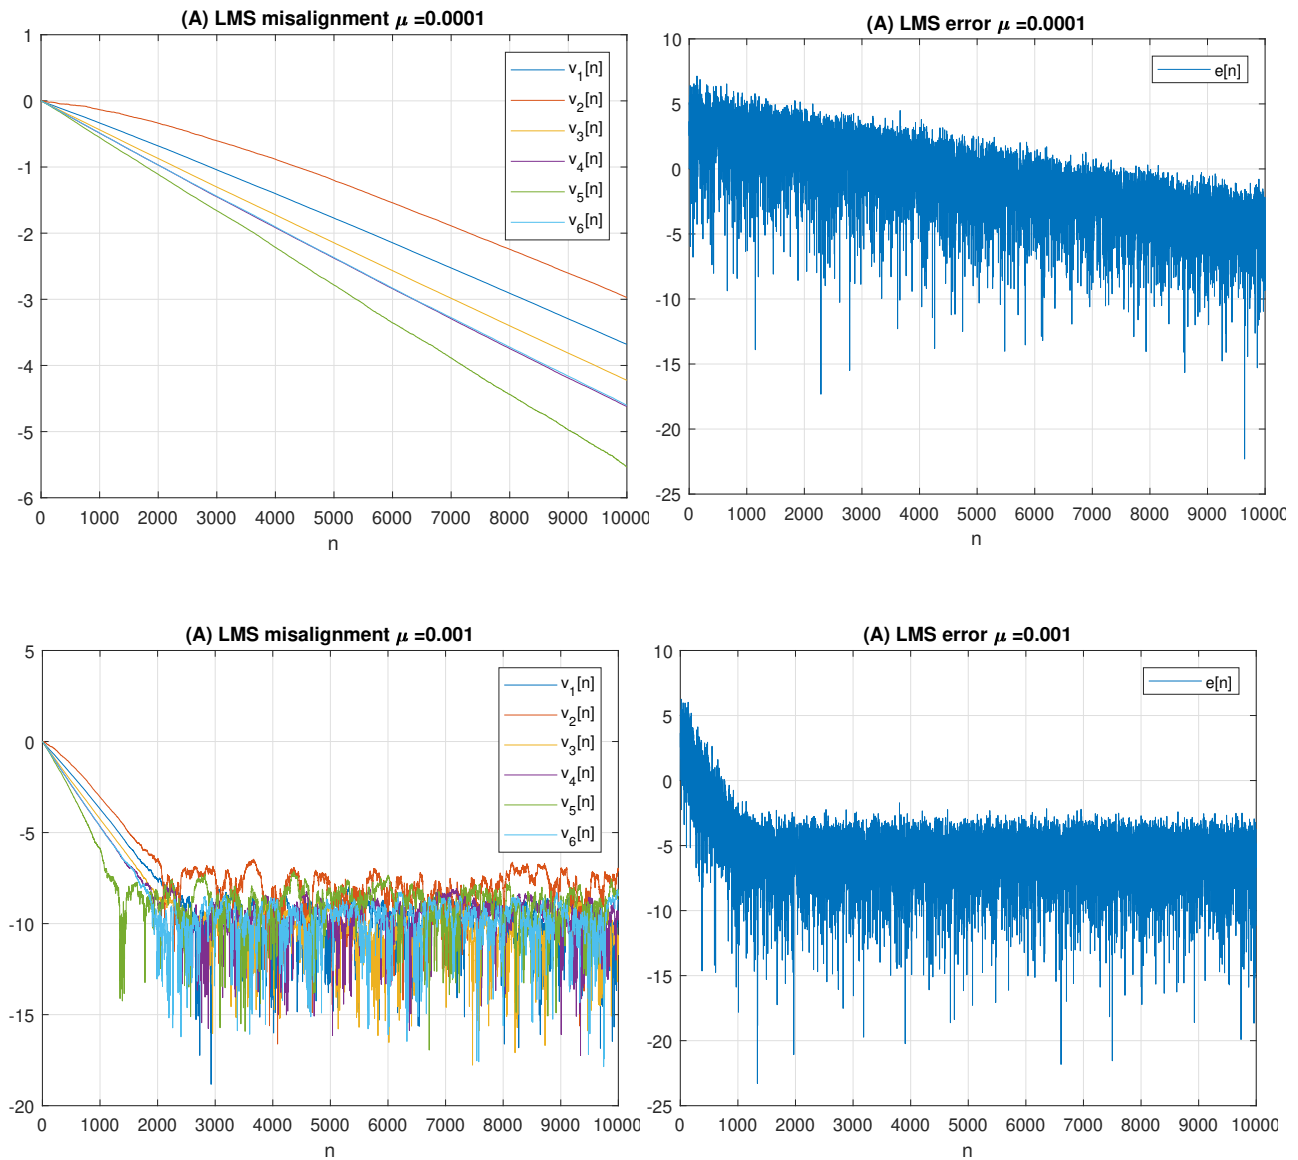 (A) LMS misalignment μ =0.0001
1
0
-1
-2
-3
-4
-5
-6
0 1000 2000 3000 4000 5000 6000 7000 8000 9000 10000
n
v1[n]
v2[n]
v3[n]
v4[n]
v5[n]
v6[n]
(A) LMS error μ =0.0001
10
5
0
-5
-10
-15
-20
-25
0 1000 2000 3000 4000 5000 6000 7000 8000 9000 1000
n
e[n]
(A) LMS misalignment μ =0.001
5
0
-5
-10
-15
-20
0 1000 2000 3000 4000 5000 6000 7000 8000 9000 10000
n
v1[n]
v2[n]
v3[n]
v4[n]
v5[n]
v6[n]
(A) LMS error μ =0.001
10
5
0
-5
-10
-15
-20
-25
0 1000 2000 3000 4000 5000 6000 7000 8000 9000 1000
n
e[n]